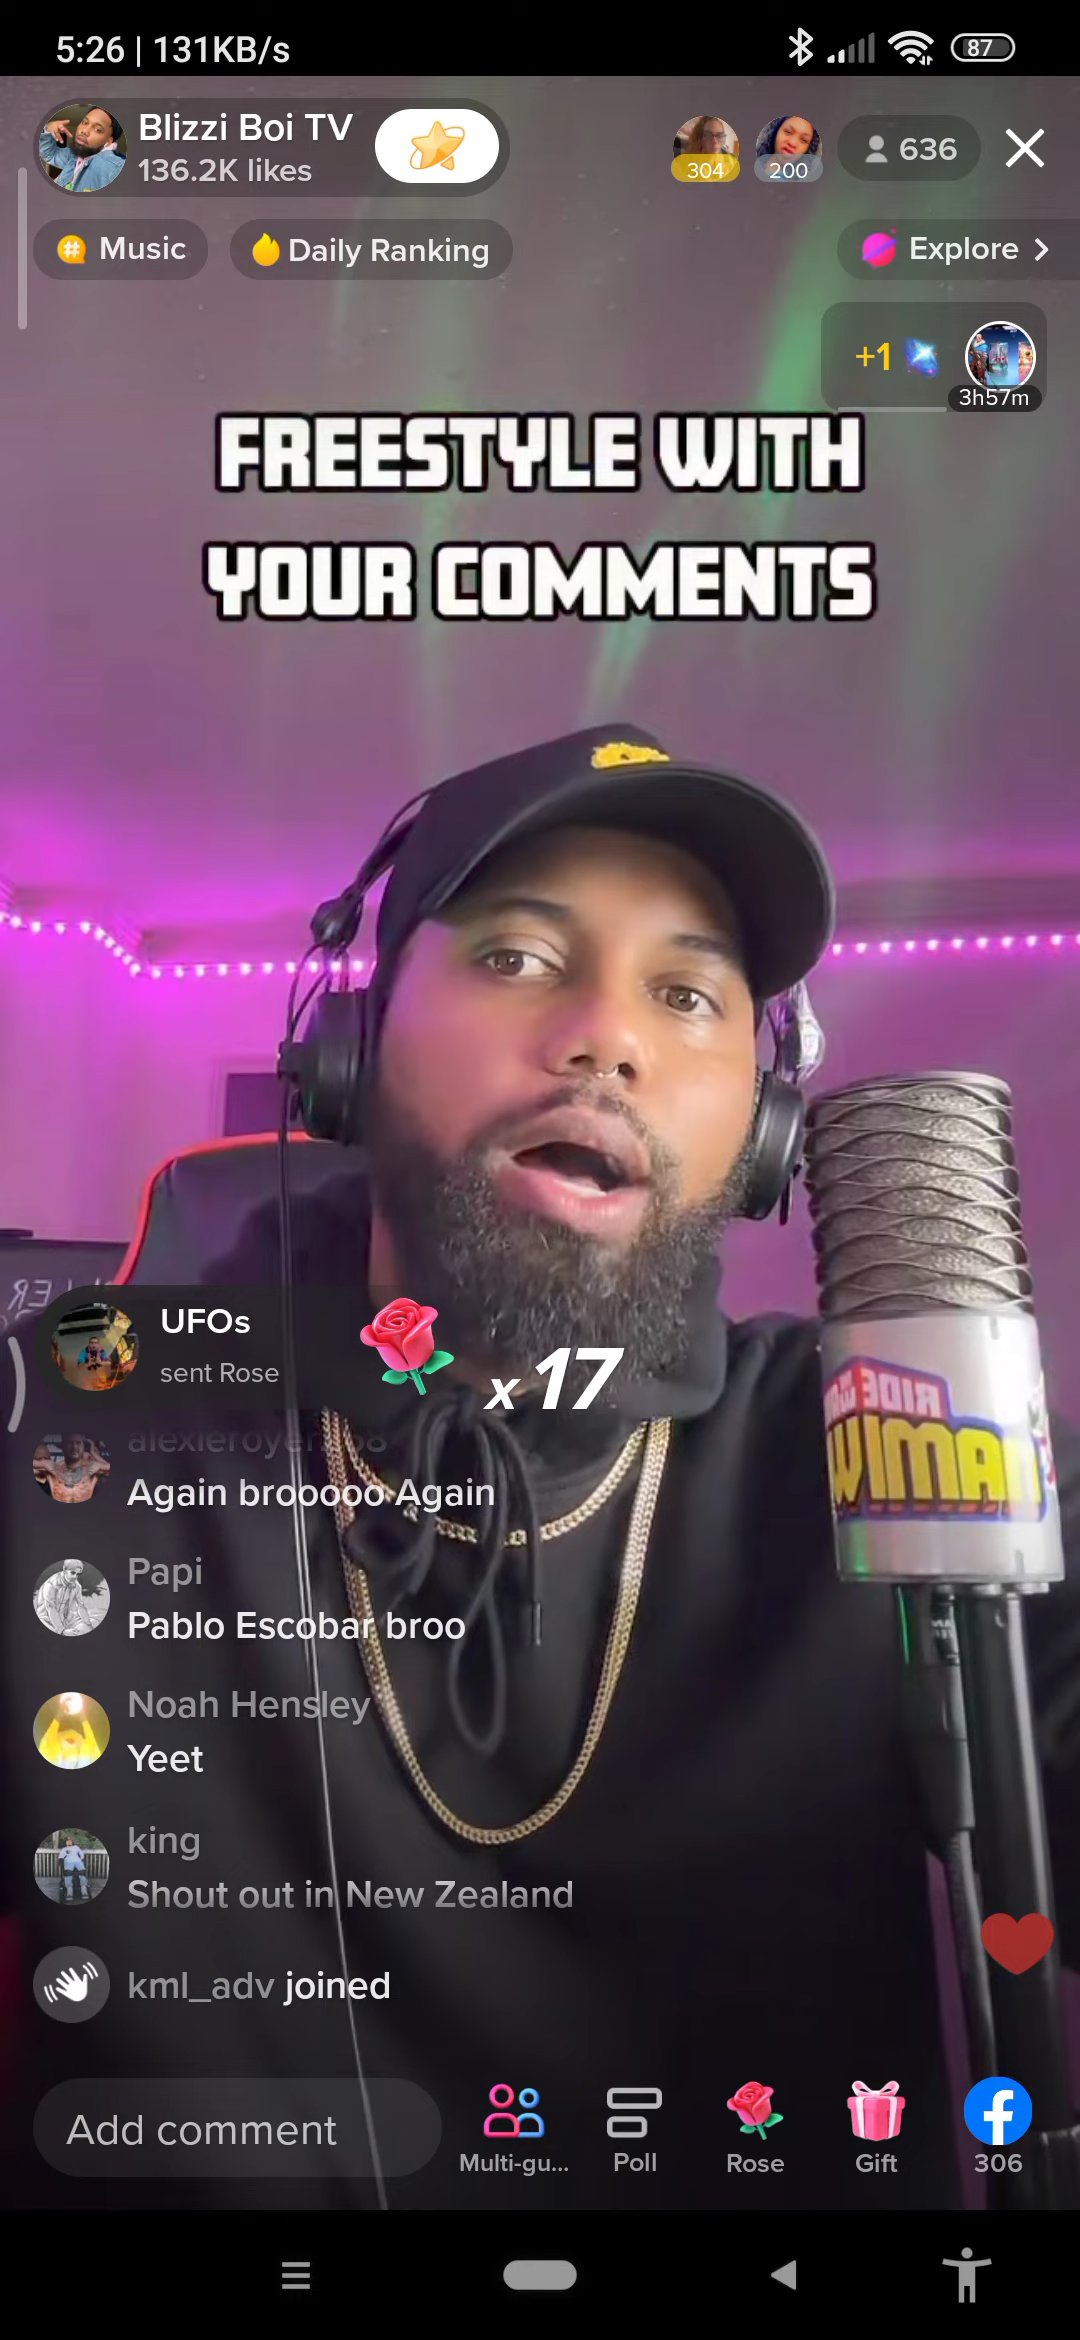 5:26 | 131KB/s
87
Blizzi Boi TV
136.2K likes
304
200
636
Music
Daily Ranking
Explore
+1
3h57m
FREESTYLE WITH
YOUR COMMENTS
UFOs
sent Rose
x 17
Again brooooo Again
Papi
Pablo Escobar broo
Noah Hensley
Yeet
king
Shout out in New Zealand
kml_adv joined
Add comment
Multi-gu...
Poll
Rose
Gift
306